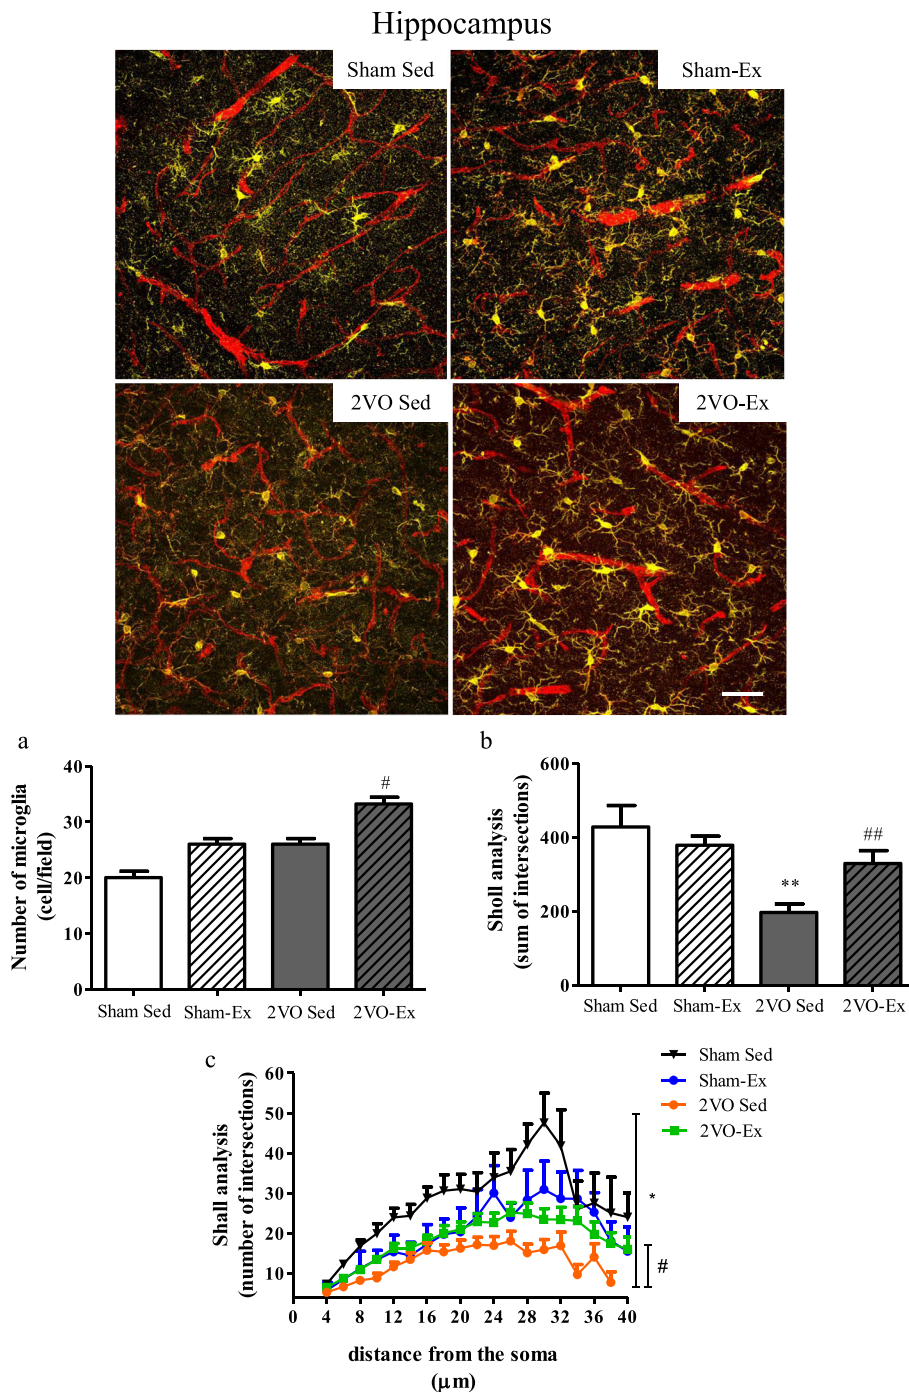 Hippocampus
Sham Sed
Sham-Ex
2VO Sed
2VO-Ex
a
Number of microglia
(cell/field)
40
30
20
10
0
#
Sham Sed
Sham-Ex
2VO Sed
2VO-Ex
b
Sholl analysis
(sum of intersections)
600
400
200
0
**
##
Sham Sed
Sham-Ex
2VO Sed
2VO-Ex
c
Shall analysis
(number of intersections)
60
50
40
30
20
10
0 4 8 12 16 20 24 28 32 36 40
distance from the soma
(μm)
Sham Sed
Sham-Ex
2VO Sed
2VO-Ex
*
#